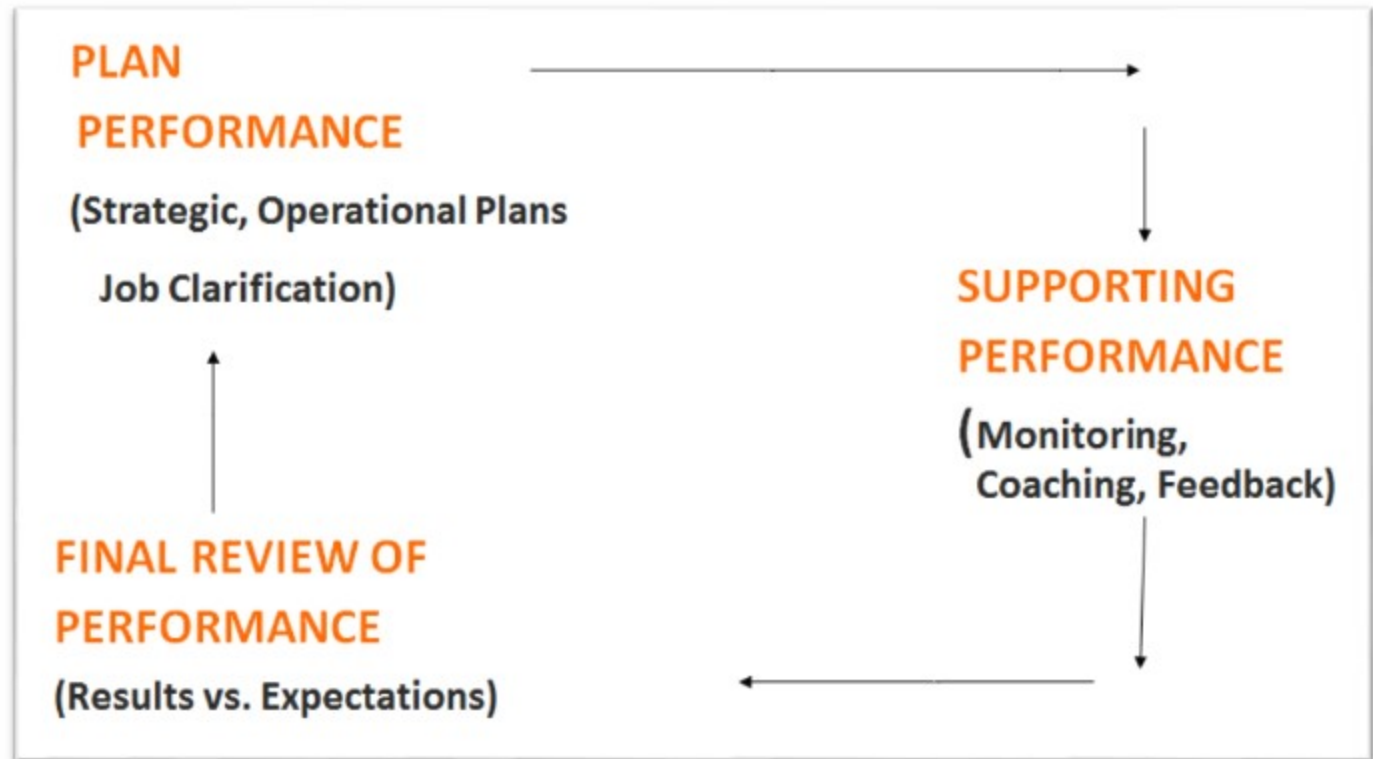 PLAN
PERFORMANCE
(Strategic, Operational Plans
Job Clarification)
SUPPORTING
PERFORMANCE
(Monitoring,
Coaching, Feedback)
FINAL REVIEW OF
PERFORMANCE
(Results vs. Expectations)